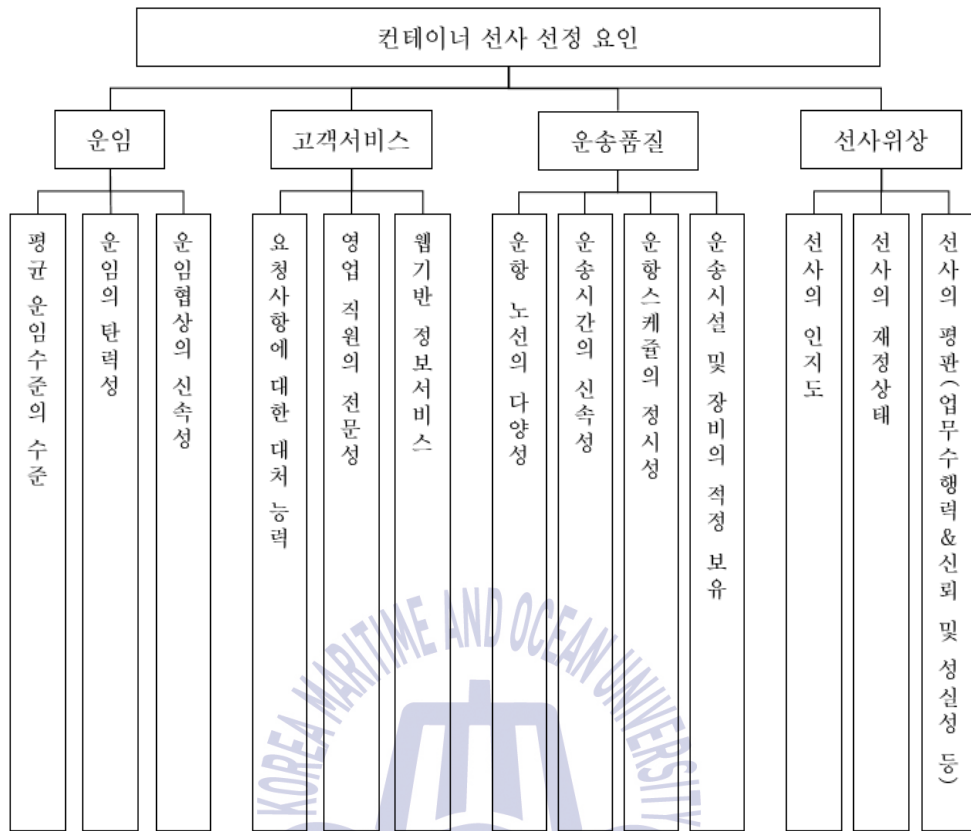 컨테이너 선사 선정 요인
운임
고객서비스
운송품질
선사위상
평균 운임수준의 수준
운임의 탄력성
운임협상의 신속성
요청사항에 대한 대처 능력
영업 직원의 전문성
웹기반 정보서비스
운항 노선의 다양성
운송시간의 신속성
운항스케쥴의 정시성
운송시설 및 장비의 적정 보유
선사의 인지도
선사의 재정상태
선사의 평판(업무수행력&신뢰 및 성실성 등)
KOREA MARITIME AND OCEAN UNIVERSITY